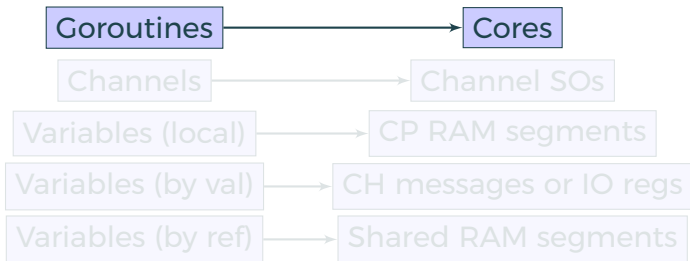 Goroutines Cores
Channels Channel SOs
Variables (local) CP RAM segments
Variables (by val) CH messages or IO regs
Variables (by ref) Shared RAM segments